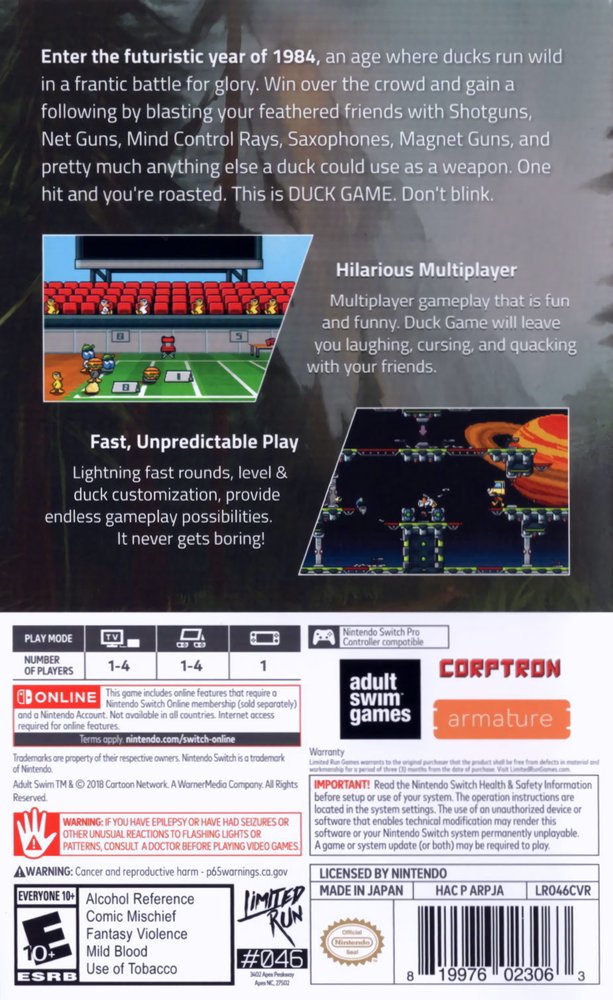 Enter the futuristic year of 1984, an age where ducks run wild
in a frantic battle for glory. Win over the crowd and gain a
following by blasting your feathered friends with Shotguns,
Net Guns, Mind Control Rays, Saxophones, Magnet Guns, and
pretty much anything else a duck could use as a weapon. One
hit and you're roasted. This is DUCK GAME. Don't blink.
Hilarious Multiplayer
Multiplayer gameplay that is fun
and funny. Duck Game will leave
you laughing, cursing, and quacking
with your friends.
Fast, Unpredictable Play
Lightning fast rounds, level &
duck customization, provide
endless gameplay possibilities.
It never gets boring!
PLAY MODE
TV
NUMBER
OF PLAYERS
1-4
1-4
1
Nintendo Switch Pro
Controller compatible
ONLINE
This game includes online features that require a
Nintendo Switch Online membership (sold separately)
and a Nintendo Account. Not available in all countries. Internet access
required for online features.
Terms apply. nintendo.com/switch-online
Trademarks are property of their respective owners. Nintendo Switch is a trademark
of Nintendo.
Adult Swim TM & © 2018 Cartoon Network. A WarnerMedia Company. All Rights
Reserved.
WARNING: IF YOU HAVE EPILEPSY OR HAVE HAD SEIZURES OR
OTHER UNUSUAL REACTIONS TO FLASHING LIGHTS OR
PATTERNS, CONSULT A DOCTOR BEFORE PLAYING VIDEO GAMES.
WARNING: Cancer and reproductive harm - p65warnings.ca.gov
EVERYONE 10+
10+
ESRB
Alcohol Reference
Comic Mischief
Fantasy Violence
Mild Blood
Use of Tobacco
LIMITED
RUN
#046
3402 Apex Peakway
Apex NC, 27502
adult
swim
games
CORPTRON
armature
Warranty
Limited Run Games warrants to the original purchaser that the product shall be free from defects in material and
workmanship for a period of three (3) months from the date of purchase. Visit LimitedRunGames.com.
IMPORTANT! Read the Nintendo Switch Health & Safety Information
before setup or use of your system. The operation instructions are
located in the system settings. The use of an unauthorized device or
software that enables technical modification may render this
software or your Nintendo Switch system permanently unplayable.
A game or system update (or both) may be required to play.
LICENSED BY NINTENDO
MADE IN JAPAN
HAC P ARPJA
LR046CVR
Official
Nintendo
Seal
8 19976 02306 3